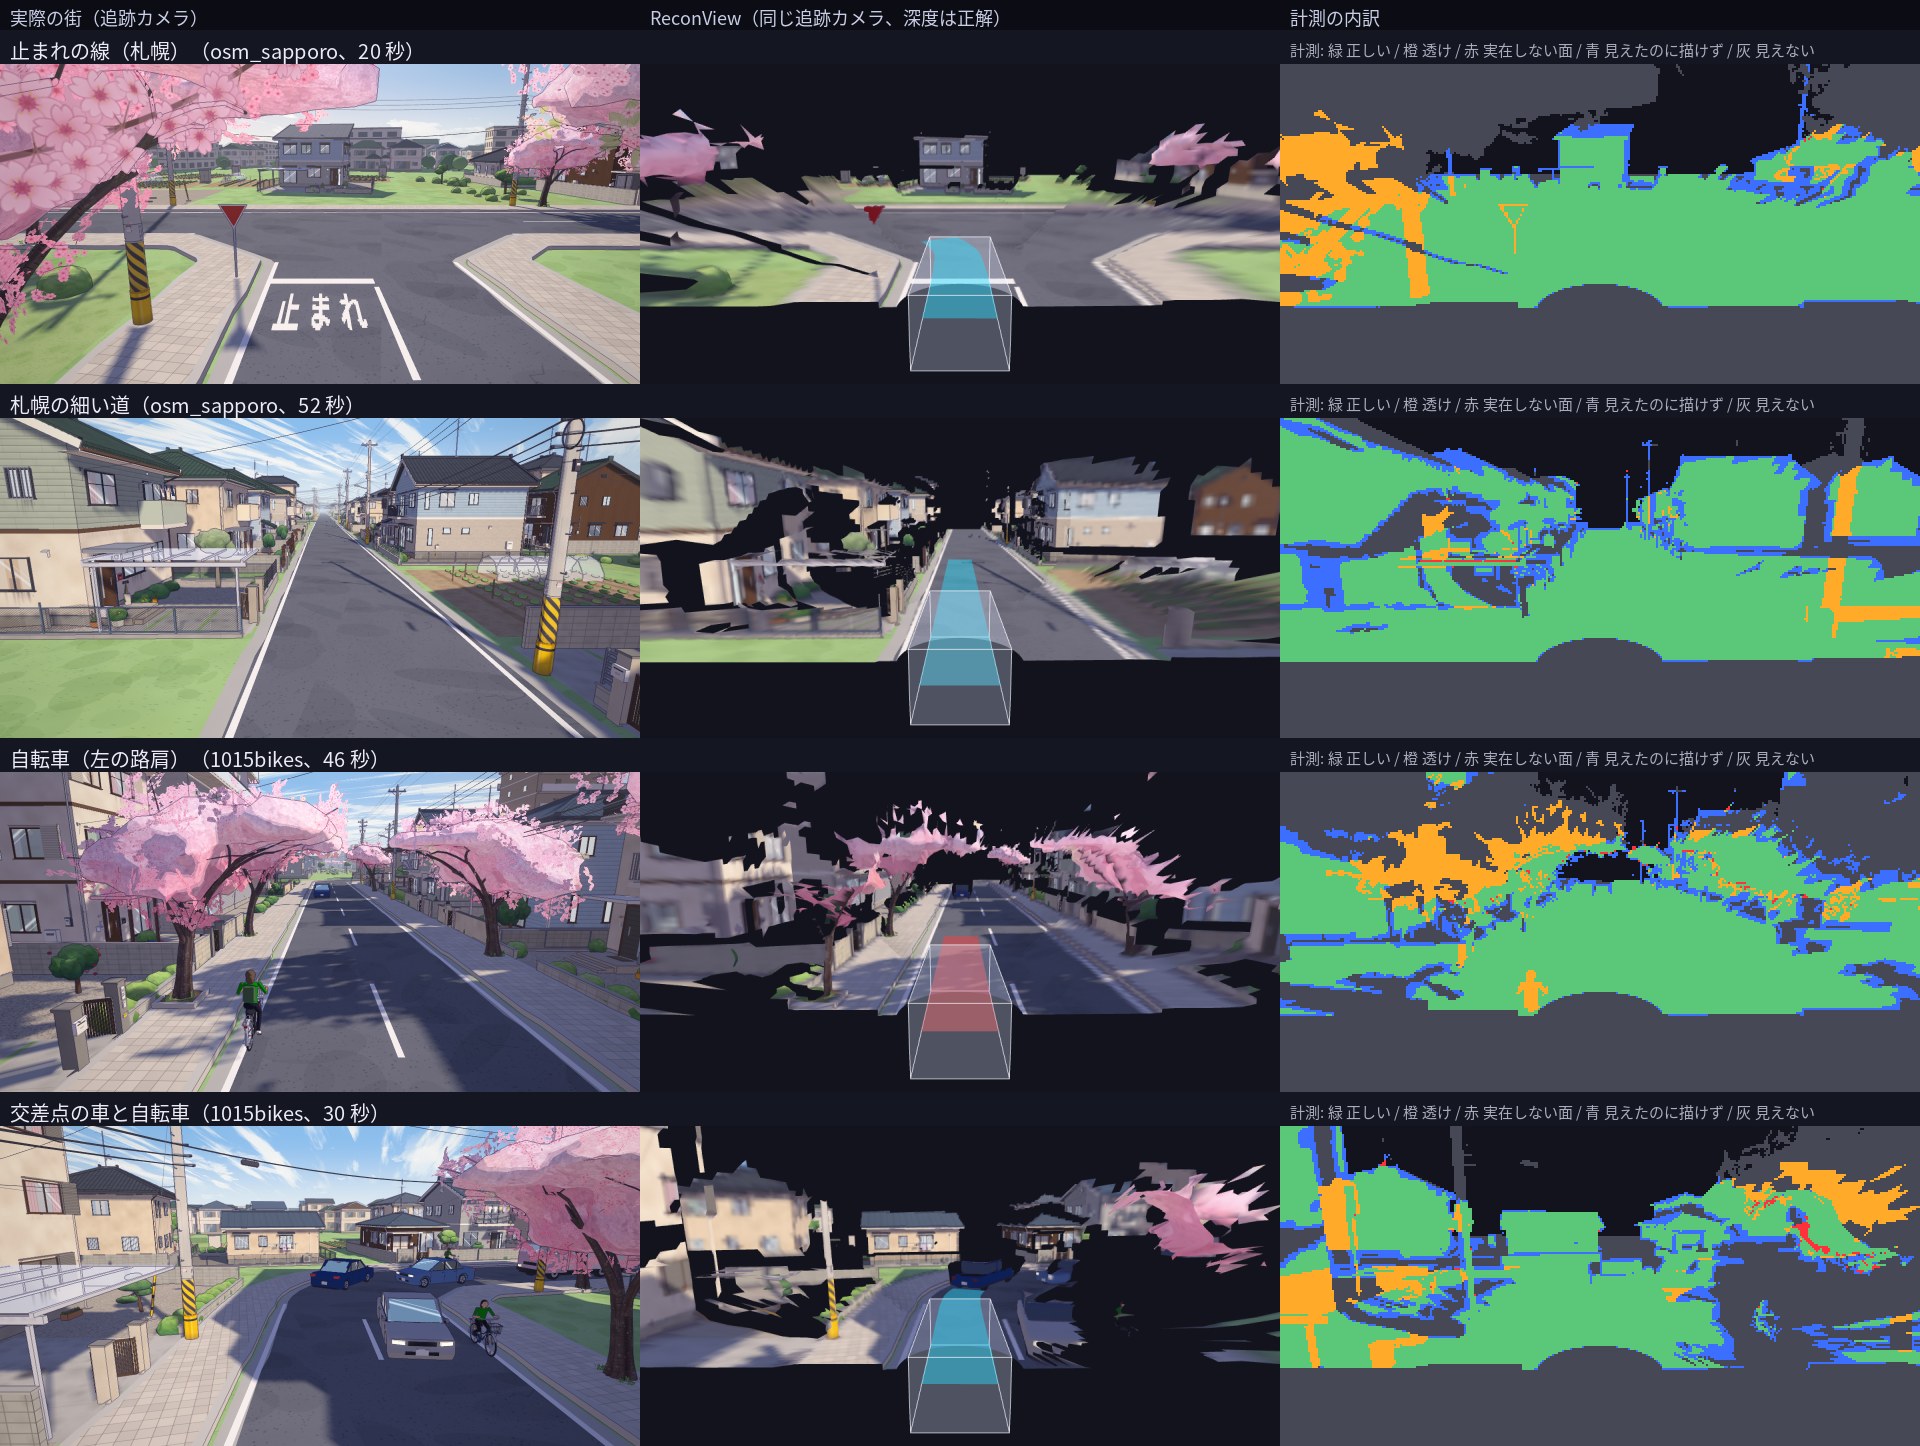 実際の街（追跡カメラ）
ReconView（同じ追跡カメラ、深度は正解）
計測の内訳
止まれの線（札幌）（osm_sapporo、20 秒）
計測: 緑 正しい / 橙 透け / 赤 実在しない面 / 青 見えたのに描けず / 灰 見えない
止まれ
札幌の細い道（osm_sapporo、52 秒）
計測: 緑 正しい / 橙 透け / 赤 実在しない面 / 青 見えたのに描けず / 灰 見えない
自転車（左の路肩）（1015bikes、46 秒）
計測: 緑 正しい / 橙 透け / 赤 実在しない面 / 青 見えたのに描けず / 灰 見えない
交差点の車と自転車（1015bikes、30 秒）
計測: 緑 正しい / 橙 透け / 赤 実在しない面 / 青 見えたのに描けず / 灰 見えない